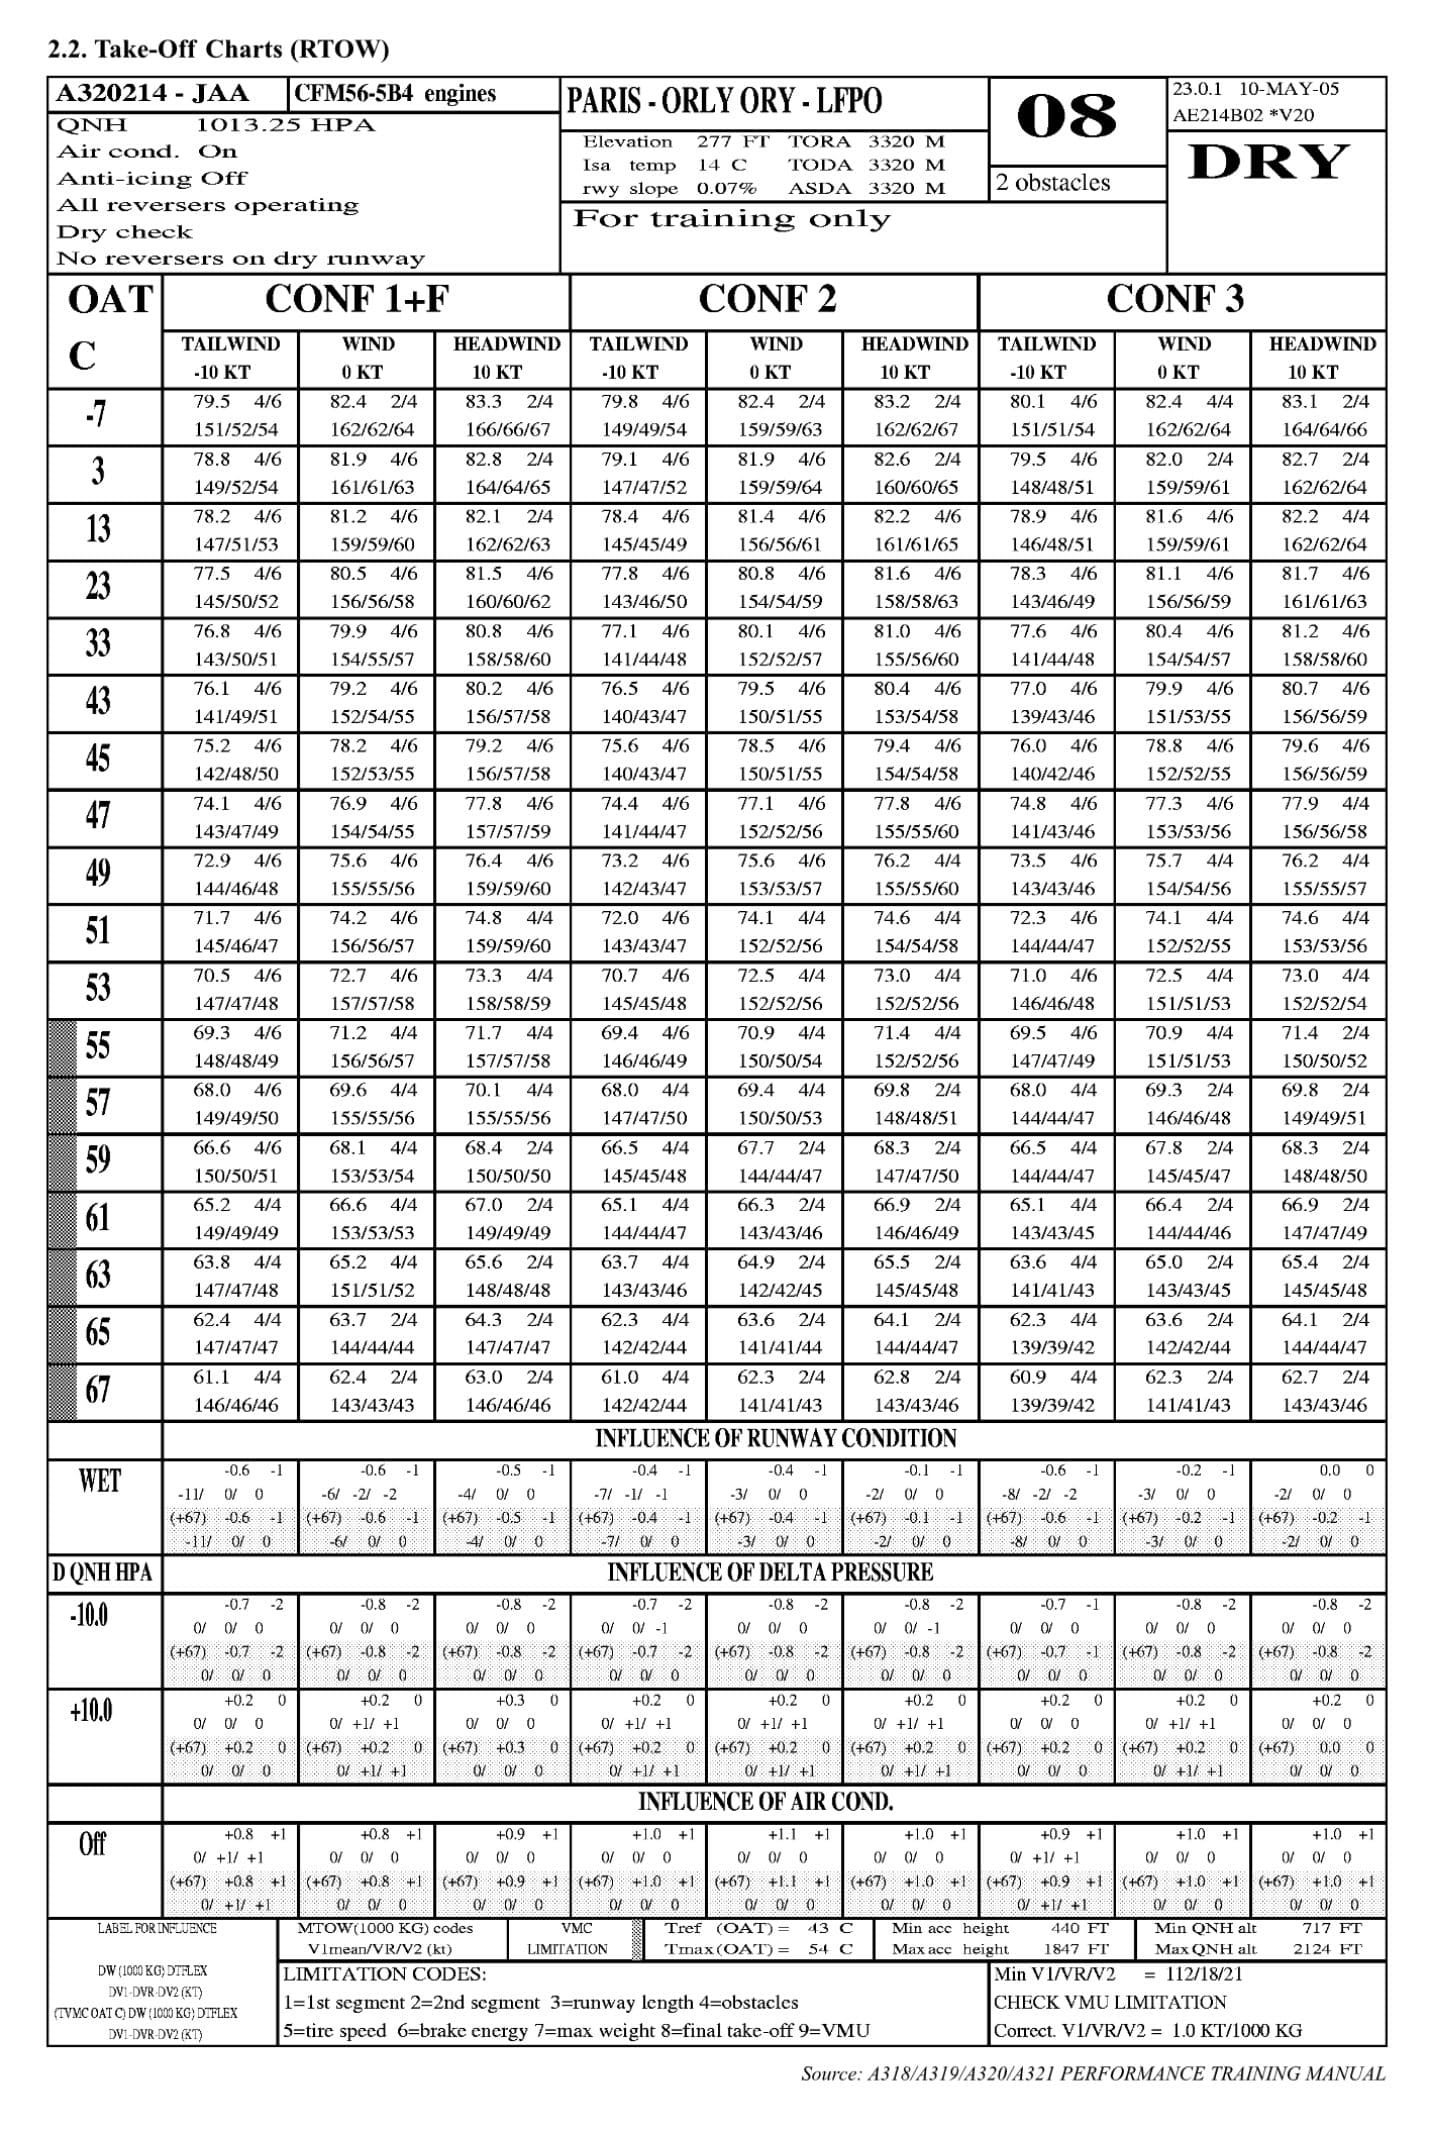 2.2. Take-Off Charts (RTOW)
A320214 - JAA CFM56-5B4 engines PARIS - ORLY ORY - LFPO 08 23.0.1 10-MAY-05
AE214B02 *V20
QNH 1013.25 HPA
Air cond. On
Anti-icing Off
All reversers operating
Dry check
No reversers on dry runway
Elevation 277 FT TORA 3320 M
Isa temp 14 C TODA 3320 M
rwy slope 0.07% ASDA 3320 M
2 obstacles
DRY
For training only
OAT CONF 1+F CONF 2 CONF 3
C TAILWIND WIND HEADWIND TAILWIND WIND HEADWIND TAILWIND WIND HEADWIND
-10 KT 0 KT 10 KT -10 KT 0 KT 10 KT -10 KT 0 KT 10 KT
-7 79.5 4/6 82.4 2/4 83.3 2/4 79.8 4/6 82.4 2/4 83.2 2/4 80.1 4/6 82.4 4/4 83.1 2/4
151/52/54 162/62/64 166/66/67 149/49/54 159/59/63 162/62/67 151/51/54 162/62/64 164/64/66
3 78.8 4/6 81.9 4/6 82.8 2/4 79.1 4/6 81.9 4/6 82.6 2/4 79.5 4/6 82.0 2/4 82.7 2/4
149/52/54 161/61/63 164/64/65 147/47/52 159/59/64 160/60/65 148/48/51 159/59/61 162/62/64
13 78.2 4/6 81.2 4/6 82.1 2/4 78.4 4/6 81.4 4/6 82.2 4/6 78.9 4/6 81.6 4/6 82.2 4/4
147/51/53 159/59/60 162/62/63 145/45/49 156/56/61 161/61/65 146/48/51 159/59/61 162/62/64
23 77.5 4/6 80.5 4/6 81.5 4/6 77.8 4/6 80.8 4/6 81.6 4/6 78.3 4/6 81.1 4/6 81.7 4/6
145/50/52 156/56/58 160/60/62 143/46/50 154/54/59 158/58/63 143/46/49 156/56/59 161/61/63
33 76.8 4/6 79.9 4/6 80.8 4/6 77.1 4/6 80.1 4/6 81.0 4/6 77.6 4/6 80.4 4/6 81.2 4/6
143/50/51 154/55/57 158/58/60 141/44/48 152/52/57 155/56/60 141/44/48 154/54/57 158/58/60
43 76.1 4/6 79.2 4/6 80.2 4/6 76.5 4/6 79.5 4/6 80.4 4/6 77.0 4/6 79.9 4/6 80.7 4/6
141/49/51 152/54/55 156/57/58 140/43/47 150/51/55 153/54/58 139/43/46 151/53/55 156/56/59
45 75.2 4/6 78.2 4/6 79.2 4/6 75.6 4/6 78.5 4/6 79.4 4/6 76.0 4/6 78.8 4/6 79.6 4/6
142/48/50 152/53/55 156/57/58 140/43/47 150/51/55 154/54/58 140/42/46 152/52/55 156/56/59
47 74.1 4/6 76.9 4/6 77.8 4/6 74.4 4/6 77.1 4/6 77.8 4/6 74.8 4/6 77.3 4/6 77.9 4/4
143/47/49 154/54/55 157/57/59 141/44/47 152/52/56 155/55/60 141/43/46 153/53/56 156/56/58
49 72.9 4/6 75.6 4/6 76.4 4/6 73.2 4/6 75.6 4/6 76.2 4/4 73.5 4/6 75.7 4/4 76.2 4/4
144/46/48 155/55/56 159/59/60 142/43/47 153/53/57 155/55/60 143/43/46 154/54/56 155/55/57
51 71.7 4/6 74.2 4/6 74.8 4/4 72.0 4/6 74.1 4/4 74.6 4/4 72.3 4/6 74.1 4/4 74.6 4/4
145/46/47 156/56/57 159/59/60 143/43/47 152/52/56 154/54/58 144/44/47 152/52/55 153/53/56
53 70.5 4/6 72.7 4/6 73.3 4/4 70.7 4/6 72.5 4/4 73.0 4/4 71.0 4/6 72.5 4/4 73.0 4/4
147/47/48 157/57/58 158/58/59 145/45/48 152/52/56 152/52/56 146/46/48 151/51/53 152/52/54
55 69.3 4/6 71.2 4/4 71.7 4/4 69.4 4/6 70.9 4/4 71.4 4/4 69.5 4/6 70.9 4/4 71.4 2/4
148/48/49 156/56/57 157/57/58 146/46/49 150/50/54 152/52/56 147/47/49 151/51/53 150/50/52
57 68.0 4/6 69.6 4/4 70.1 4/4 68.0 4/4 69.4 4/4 69.8 2/4 68.0 4/4 69.3 2/4 69.8 2/4
149/49/50 155/55/56 155/55/56 147/47/50 150/50/53 148/48/51 144/44/47 146/46/48 149/49/51
59 66.6 4/6 68.1 4/4 68.4 2/4 66.5 4/4 67.7 2/4 68.3 2/4 66.5 4/4 67.8 2/4 68.3 2/4
150/50/51 153/53/54 150/50/50 145/45/48 144/44/47 147/47/50 144/44/47 145/45/47 148/48/50
61 65.2 4/4 66.6 4/4 67.0 2/4 65.1 4/4 66.3 2/4 66.9 2/4 65.1 4/4 66.4 2/4 66.9 2/4
149/49/49 153/53/53 149/49/49 144/44/47 143/43/46 146/46/49 143/43/45 144/44/46 147/47/49
63 63.8 4/4 65.2 4/4 65.6 2/4 63.7 4/4 64.9 2/4 65.5 2/4 63.6 4/4 65.0 2/4 65.4 2/4
147/47/48 151/51/52 148/48/48 143/43/46 142/42/45 145/45/48 141/41/43 143/43/45 145/45/48
65 62.4 4/4 63.7 2/4 64.3 2/4 62.3 4/4 63.6 2/4 64.1 2/4 62.3 4/4 63.6 2/4 64.1 2/4
147/47/47 144/44/44 147/47/47 142/42/44 141/41/44 144/44/47 139/39/42 142/42/44 144/44/47
67 61.1 4/4 62.4 2/4 63.0 2/4 61.0 4/4 62.3 2/4 62.8 2/4 60.9 4/4 62.3 2/4 62.7 2/4
146/46/46 143/43/43 146/46/46 142/42/44 141/41/43 143/43/46 139/39/42 141/41/43 143/43/46
INFLUENCE OF RUNWAY CONDITION
WET -0.6 -1 -0.6 -1 -0.5 -1 -0.4 -1 -0.4 -1 -0.1 -1 -0.6 -1 -0.2 -1 0.0 0
-11/ 0/ 0 -6/ -2/ -2 -4/ 0/ 0 -7/ -1/ -1 -3/ 0/ 0 -2/ 0/ 0 -8/ -2/ -2 -3/ 0/ 0 -2/ 0/ 0
(+67) -0.6 -1 (+67) -0.6 -1 (+67) -0.5 -1 (+67) -0.4 -1 (+67) -0.4 -1 (+67) -0.1 -1 (+67) -0.6 -1 (+67) -0.2 -1 (+67) -0.2 -1
-11/ 0/ 0 -6/ 0/ 0 -4/ 0/ 0 -7/ 0/ 0 -3/ 0/ 0 -2/ 0/ 0 -8/ 0/ 0 -3/ 0/ 0 -2/ 0/ 0
D QNH HPA INFLUENCE OF DELTA PRESSURE
-10.0 -0.7 -2 -0.8 -2 -0.8 -2 -0.7 -2 -0.8 -2 -0.8 -2 -0.7 -1 -0.8 -2 -0.8 -2
0/ 0/ 0 0/ 0/ 0 0/ 0/ 0 0/ 0/ -1 0/ 0/ 0 0/ 0/ -1 0/ 0/ 0 0/ 0/ 0 0/ 0/ 0
(+67) -0.7 -2 (+67) -0.8 -2 (+67) -0.8 -2 (+67) -0.7 -2 (+67) -0.8 -2 (+67) -0.8 -2 (+67) -0.7 -1 (+67) -0.8 -2 (+67) -0.8 -2
0/ 0/ 0 0/ 0/ 0 0/ 0/ 0 0/ 0/ 0 0/ 0/ 0 0/ 0/ 0 0/ 0/ 0 0/ 0/ 0 0/ 0/ 0
+10.0 +0.2 0 +0.2 0 +0.3 0 +0.2 0 +0.2 0 +0.2 0 +0.2 0 +0.2 0 +0.2 0
0/ 0/ 0 0/ +1/ +1 0/ 0/ 0 0/ +1/ +1 0/ +1/ +1 0/ +1/ +1 0/ 0/ 0 0/ +1/ +1 0/ 0/ 0
(+67) +0.2 0 (+67) +0.2 0 (+67) +0.3 0 (+67) +0.2 0 (+67) +0.2 0 (+67) +0.2 0 (+67) +0.2 0 (+67) +0.2 0 (+67) 0.0 0
0/ 0/ 0 0/ +1/ +1 0/ 0/ 0 0/ +1/ +1 0/ +1/ +1 0/ +1/ +1 0/ 0/ 0 0/ +1/ +1 0/ 0/ 0
INFLUENCE OF AIR COND.
Off +0.8 +1 +0.8 +1 +0.9 +1 +1.0 +1 +1.1 +1 +1.0 +1 +0.9 +1 +1.0 +1 +1.0 +1
0/ +1/ +1 0/ 0/ 0 0/ 0/ 0 0/ 0/ 0 0/ 0/ 0 0/ 0/ 0 0/ +1/ +1 0/ 0/ 0 0/ 0/ 0
(+67) +0.8 +1 (+67) +0.8 +1 (+67) +0.9 +1 (+67) +1.0 +1 (+67) +1.1 +1 (+67) +1.0 +1 (+67) +0.9 +1 (+67) +1.0 +1 (+67) +1.0 +1
0/ +1/ +1 0/ 0/ 0 0/ 0/ 0 0/ 0/ 0 0/ 0/ 0 0/ 0/ 0 0/ +1/ +1 0/ 0/ 0 0/ 0/ 0
LABEL FOR INFLUENCE MTOW(1000 KG) codes VMC Tref (OAT) = 43 C Min acc height 440 FT Min QNH alt 717 FT
V1mean/VR/V2 (kt) LIMITATION Tmax(OAT) = 54 C Max acc height 1847 FT Max QNH alt 2124 FT
DW (1000 KG) DTFLEX
DV1-DVR-DV2 (KT)
(TVMC OAT C) DW (1000 KG) DTFLEX
DV1-DVR-DV2 (KT)
LIMITATION CODES:
1=1st segment 2=2nd segment 3=runway length 4=obstacles
5=tire speed 6=brake energy 7=max weight 8=final take-off 9=VMU
Min V1/VR/V2 = 112/18/21
CHECK VMU LIMITATION
Correct. V1/VR/V2 = 1.0 KT/1000 KG
Source: A318/A319/A320/A321 PERFORMANCE TRAINING MANUAL